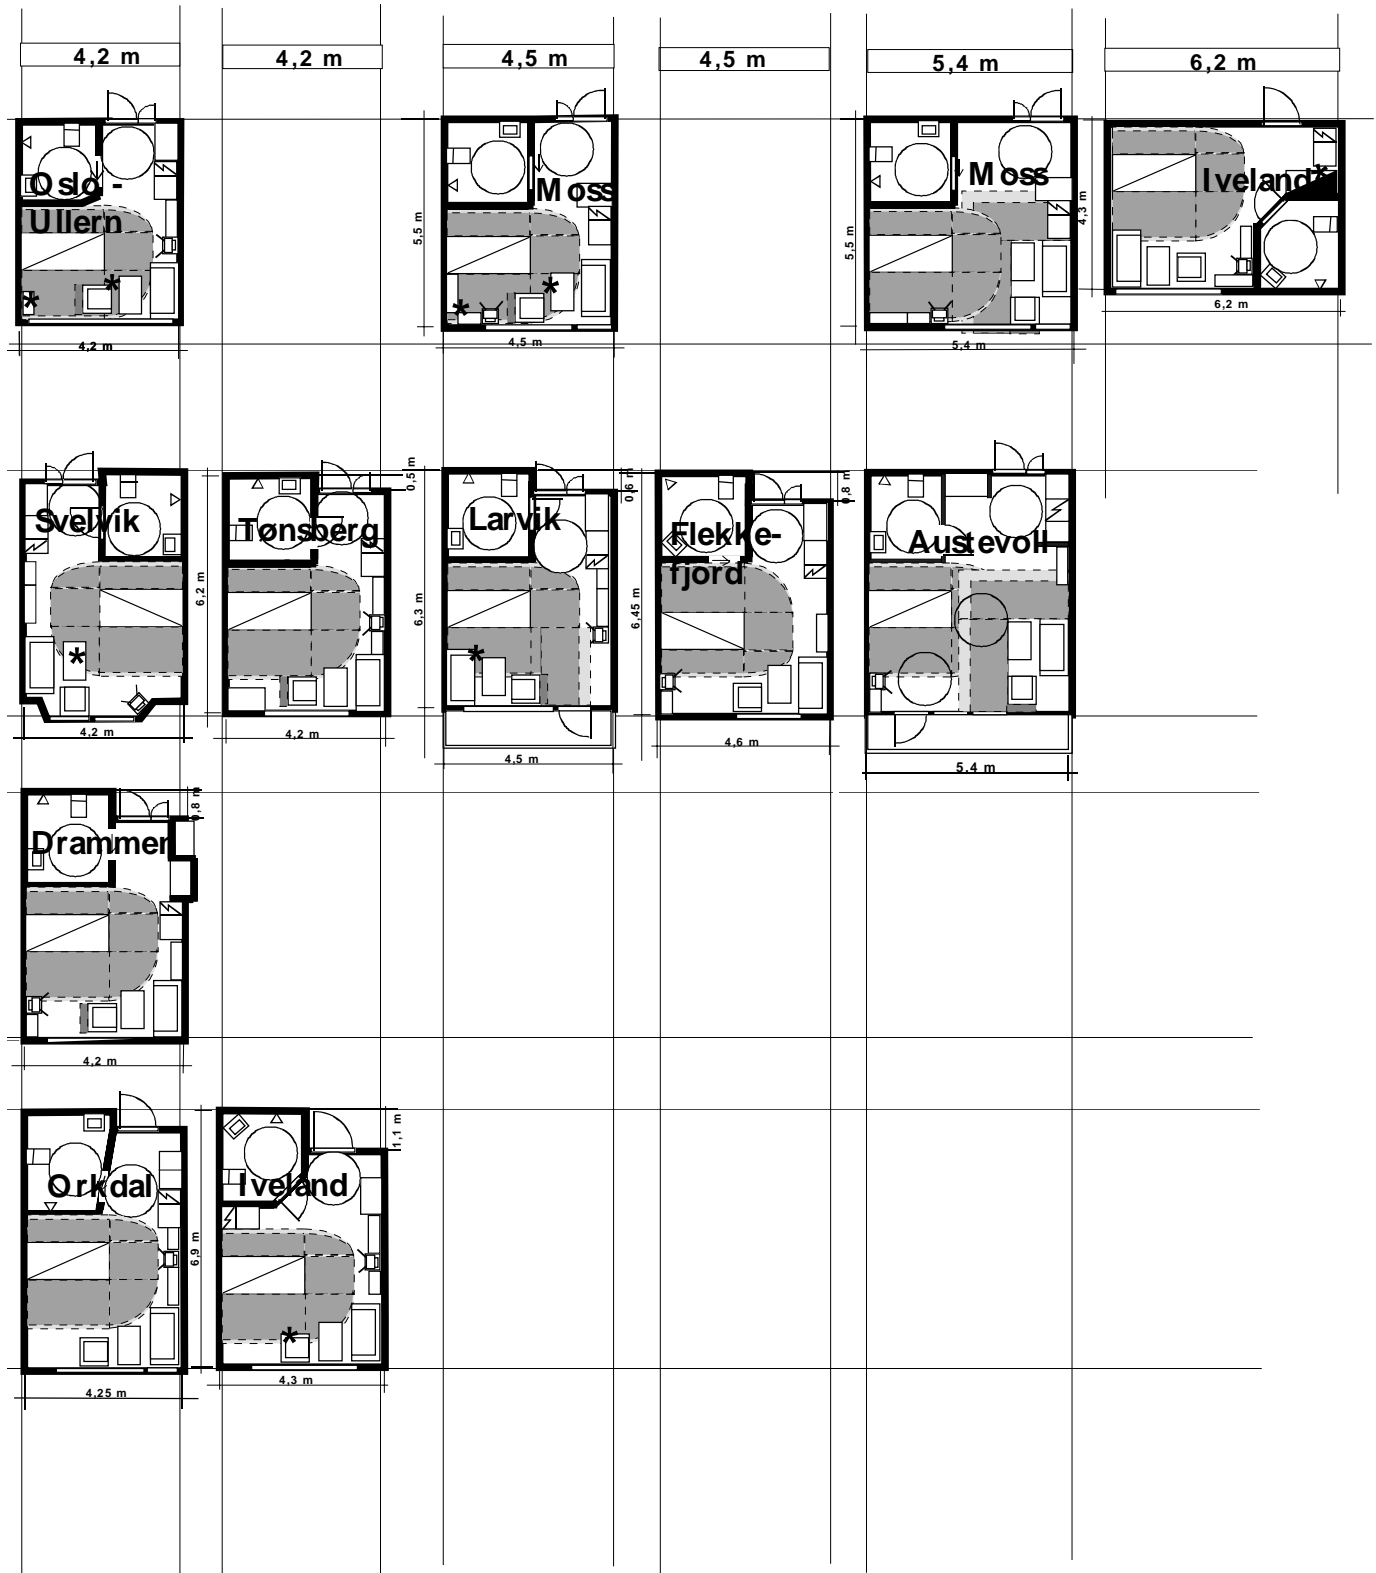 4,2 m
4,2 m
4,5 m
4,5 m
5,4 m
6,2 m
Oslo -
Ullern
*
*
4,2 m
5,5 m
Moss
*
*
4,5 m
5,5 m
Moss
5,4 m
4,3 m
Iveland
*
6,2 m
Svelvik
*
4,2 m
6,2 m
Tønsberg
0,5 m
4,2 m
6,3 m
Larvik
*
0,6 m
4,5 m
6,45 m
Flekke-
fjord
0,8 m
4,6 m
Austevoll
5,4 m
Drammen
0,8 m
4,2 m
Orkdal
4,25 m
6,9 m
Iveland
*
1,1 m
4,3 m